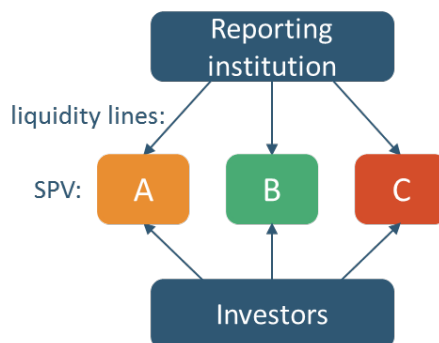 Reporting
institution
liquidity lines:
SPV:
A
B
C
Investors